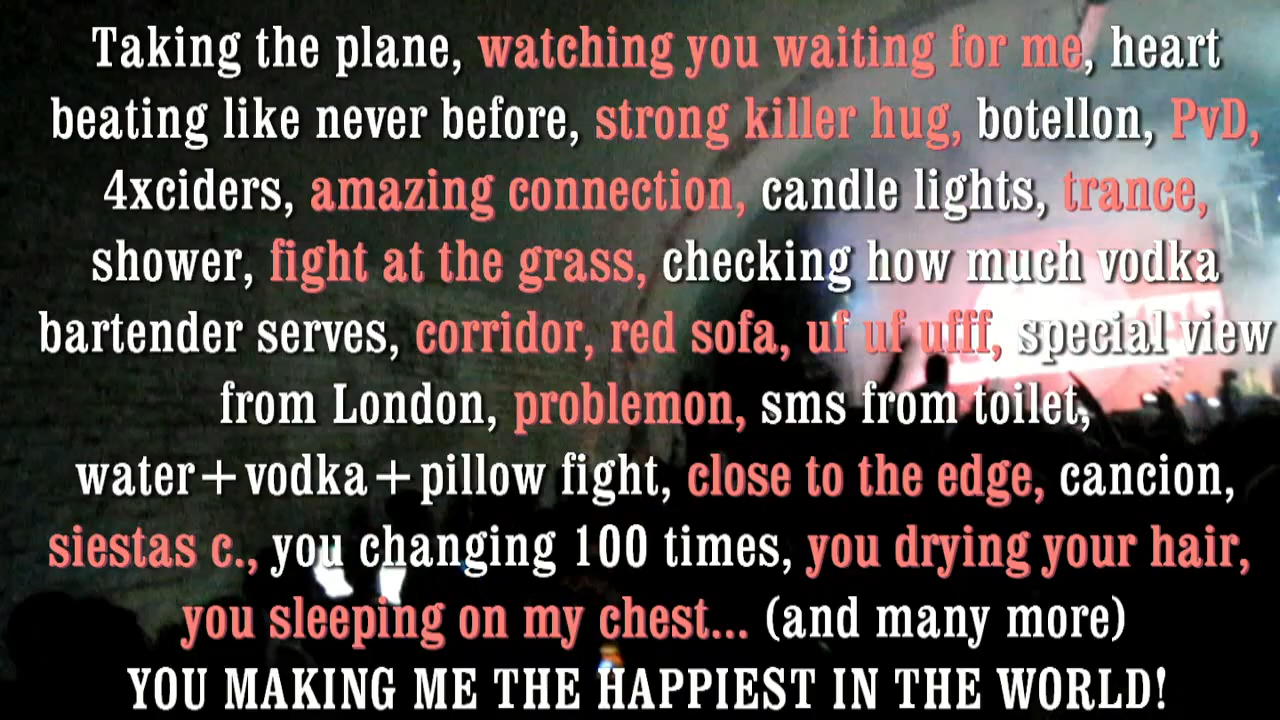 Taking the plane, watching you waiting for me, heart
beating like never before, strong killer hug, botellon, PvD,
4xciders, amazing connection, candle lights, trance,
shower, fight at the grass, checking how much vodka
bartender serves, corridor, red sofa, uf uf ufff, special view
from London, problemon, sms from toilet,
water+vodka+pillow fight, close to the edge, cancion,
siestas c., you changing 100 times, you drying your hair,
you sleeping on my chest... (and many more)
YOU MAKING ME THE HAPPIEST IN THE WORLD!